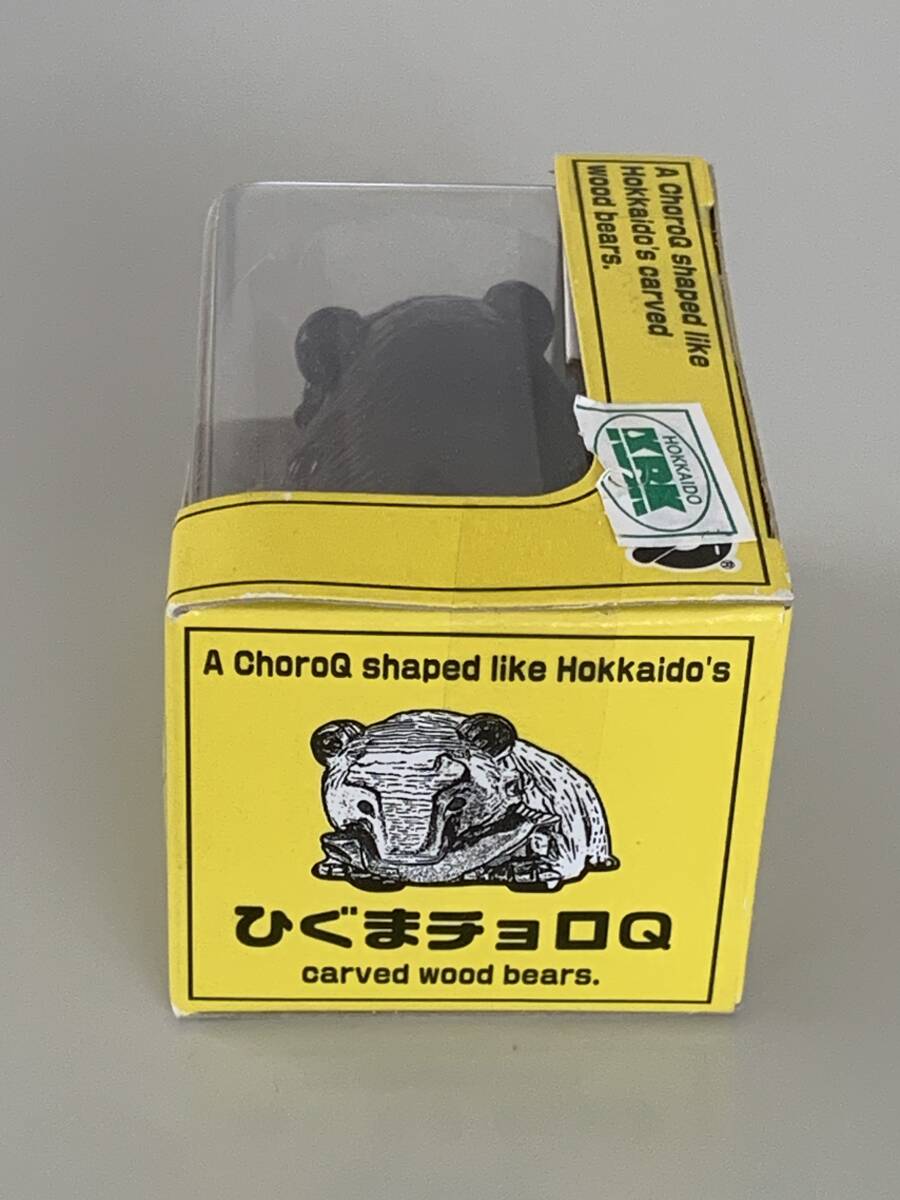 A ChoroQ shaped like
Hokkaido's carved
wood bears.
HOKKAIDO
®
A ChoroQ shaped like Hokkaido's
ひぐまチョロQ
carved wood bears.